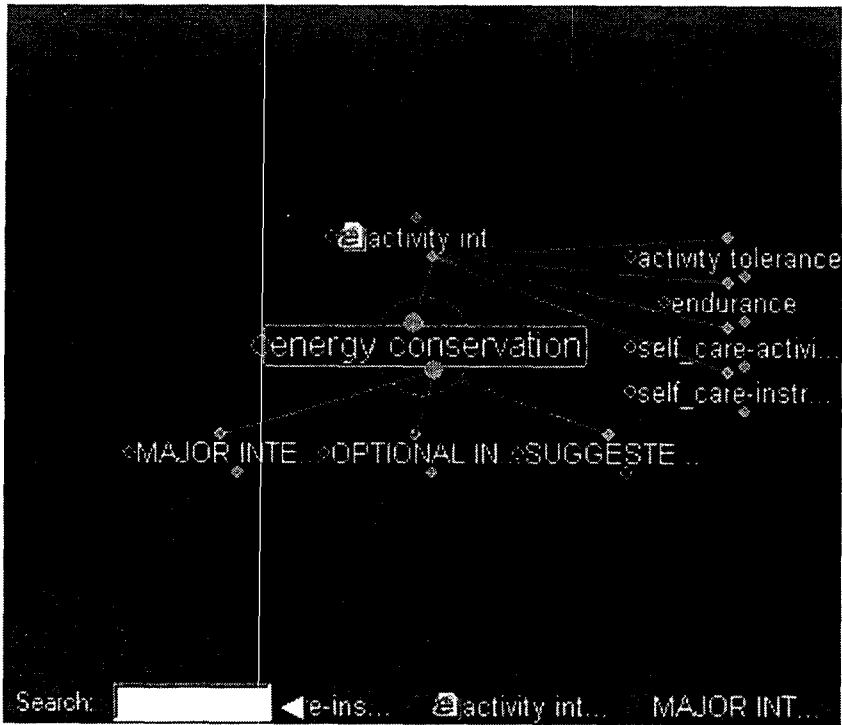 activity int...
activity tolerance
endurance
energy conservation
self_care-activi...
self_care-instr...
MAJOR INTE... OPTIONAL IN... SUGGESTE...
Search: e-ins... activity int... MAJOR INT...